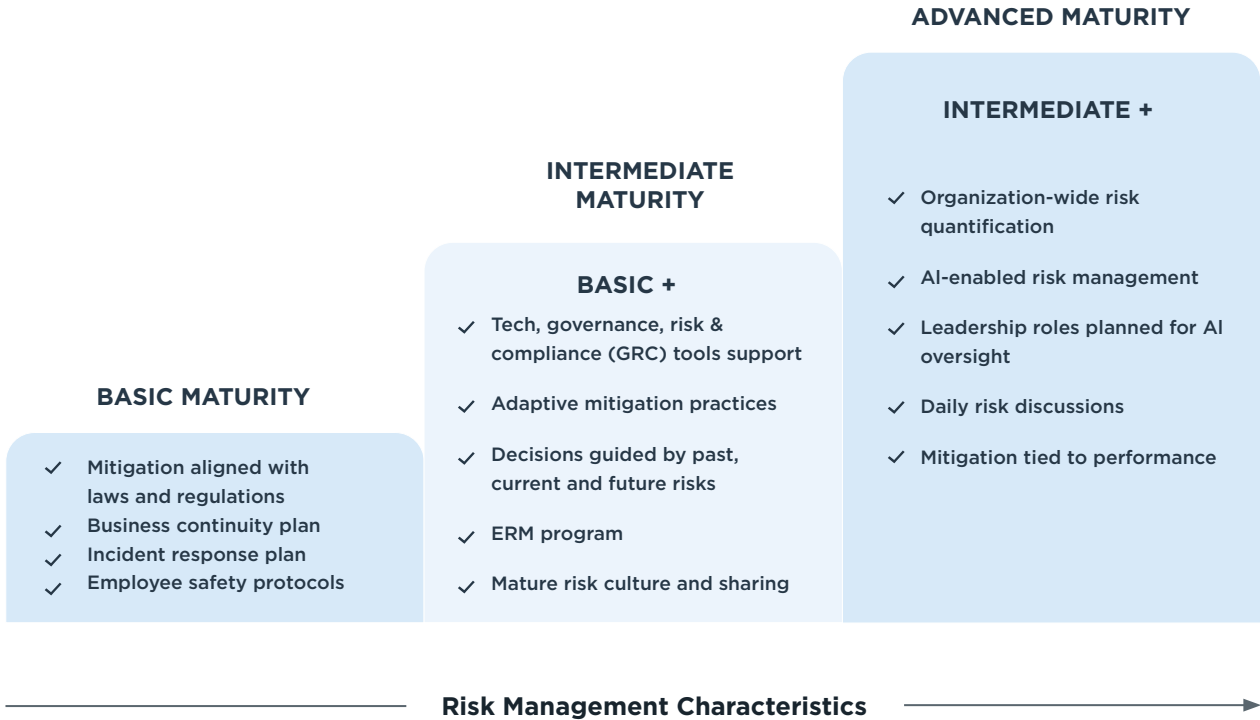 BASIC MATURITY
Mitigation aligned with
laws and regulations
Business continuity plan
Incident response plan
Employee safety protocols
INTERMEDIATE
MATURITY
BASIC +
Tech, governance, risk &
compliance (GRC) tools support
Adaptive mitigation practices
Decisions guided by past,
current and future risks
ERM program
Mature risk culture and sharing
ADVANCED MATURITY
INTERMEDIATE +
Organization-wide risk
quantification
AI-enabled risk management
Leadership roles planned for AI
oversight
Daily risk discussions
Mitigation tied to performance
Risk Management Characteristics